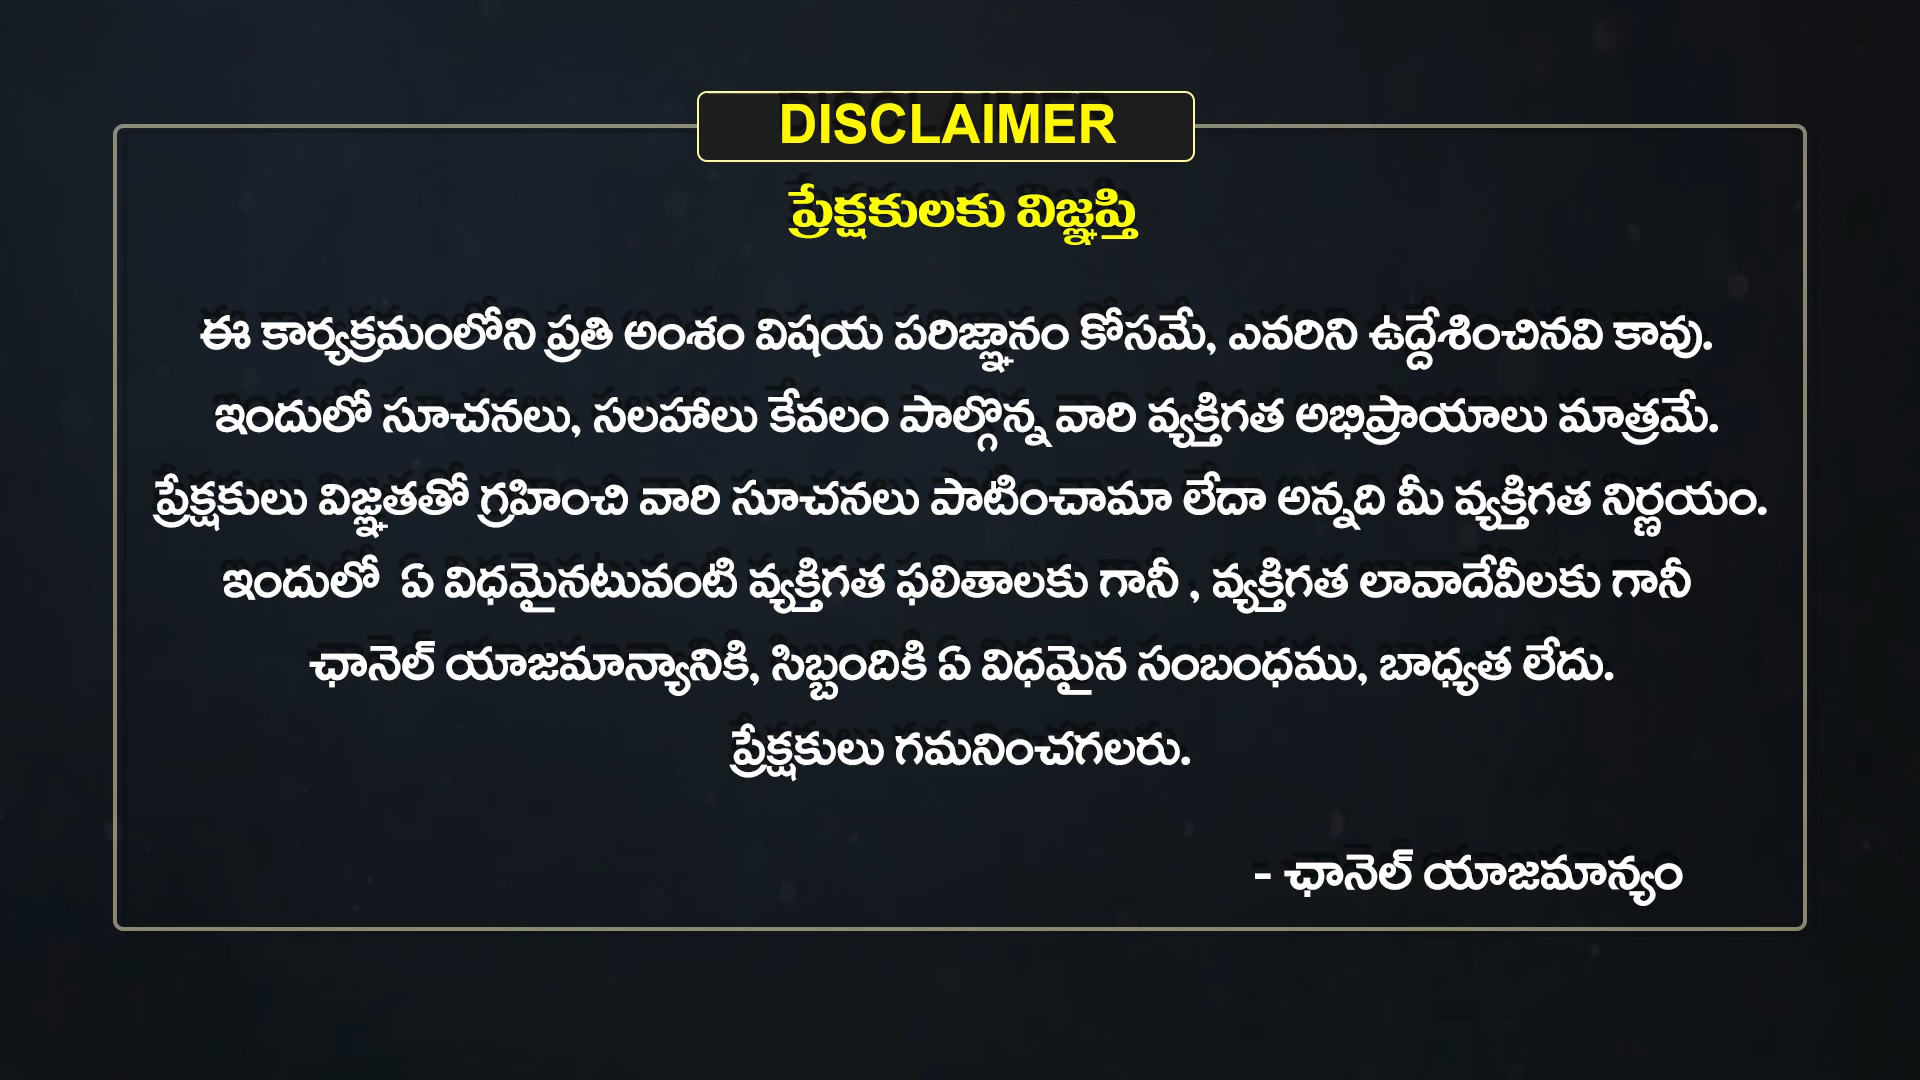 DISCLAIMER
ప్రేక్షకులకు విజ్ఞప్తి
ఈ కార్యక్రమంలోని ప్రతి అంశం విషయ పరిజ్ఞానం కోసమే, ఎవరిని ఉద్దేశించినవి కావు.
ఇందులో సూచనలు, సలహాలు కేవలం పాల్గొన్న వారి వ్యక్తిగత అభిప్రాయాలు మాత్రమే.
ప్రేక్షకులు విజ్ఞతతో గ్రహించి వారి సూచనలు పాటించామా లేదా అన్నది మీ వ్యక్తిగత నిర్ణయం.
ఇందులో ఏ విధమైనటువంటి వ్యక్తిగత ఫలితాలకు గానీ , వ్యక్తిగత లావాదేవీలకు గానీ
ఛానెల్ యాజమాన్యానికి, సిబ్బందికి ఏ విధమైన సంబంధము, బాధ్యత లేదు.
ప్రేక్షకులు గమనించగలరు.
- ఛానెల్ యాజమాన్యం